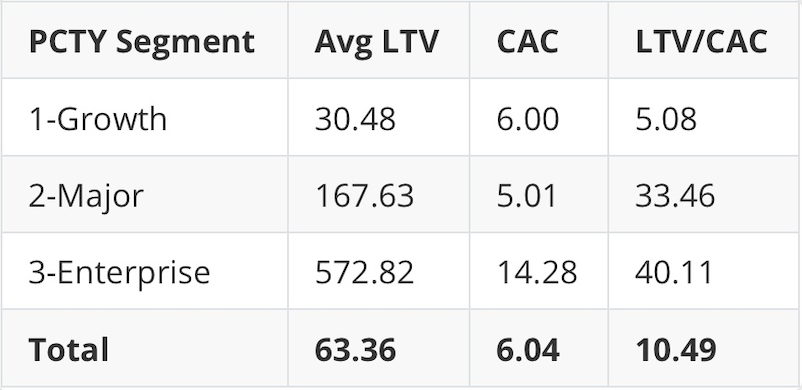 PCTY Segment Avg LTV CAC LTV/CAC
1-Growth 30.48 6.00 5.08
2-Major 167.63 5.01 33.46
3-Enterprise 572.82 14.28 40.11
Total 63.36 6.04 10.49